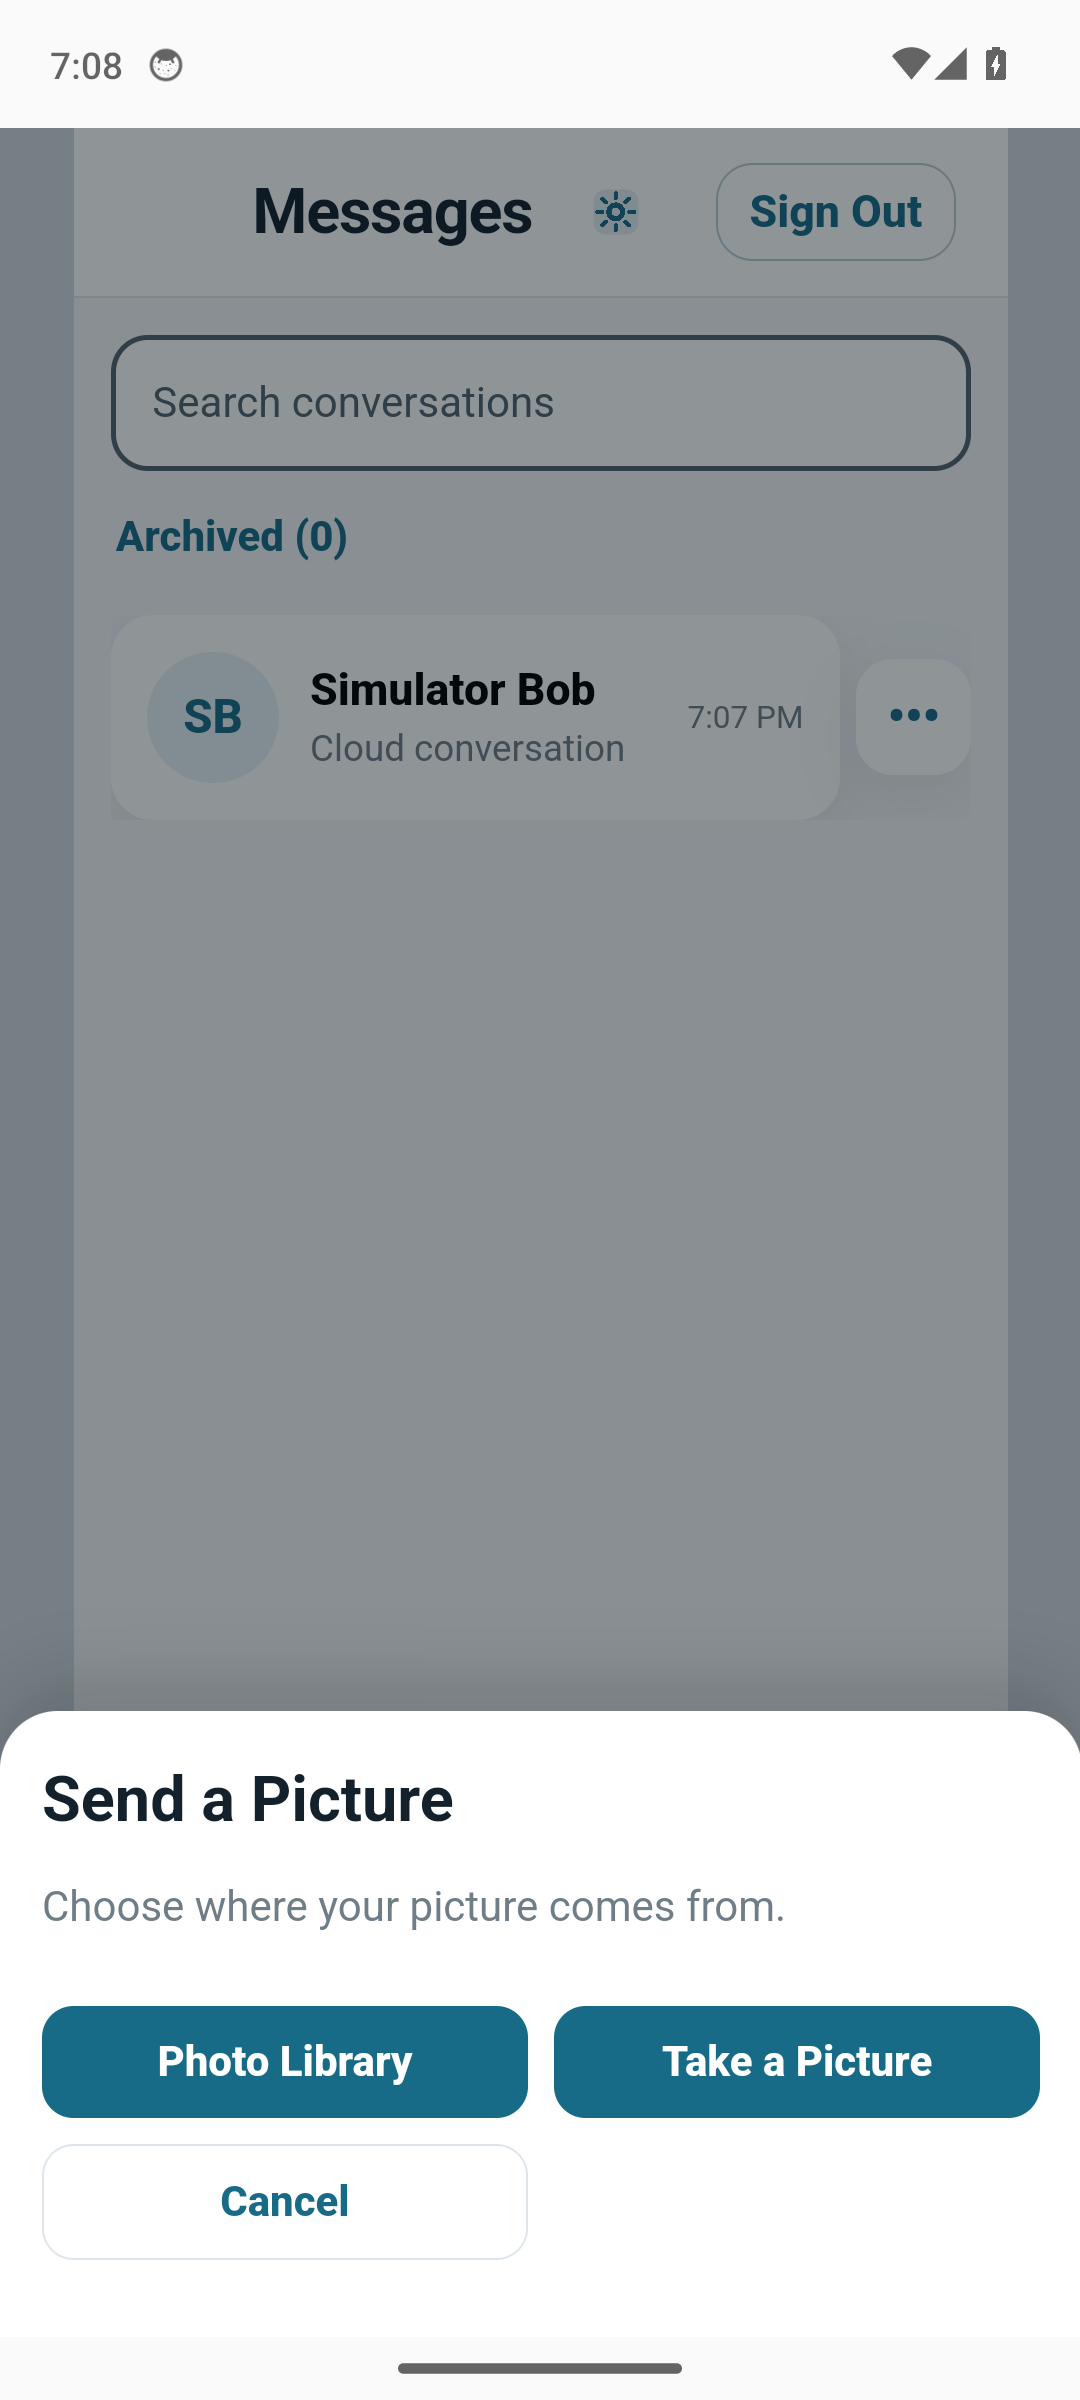 7:08
Messages
Sign Out
Search conversations
Archived (0)
SB
Simulator Bob
Cloud conversation
7:07 PM
Send a Picture
Choose where your picture comes from.
Photo Library
Take a Picture
Cancel